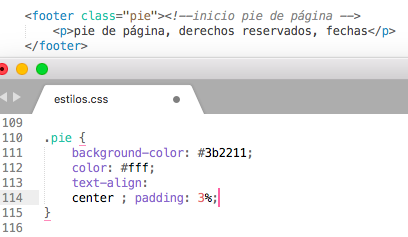 <footer class="pie"><!--inicio pie de página -->
<p>pie de página, derechos reservados, fechas</p>
</footer>
estilos.css
109
110 .pie {
111 background-color: #3b2211;
112 color: #fff;
113 text-align:
114 center ; padding: 3%;
115 }
116